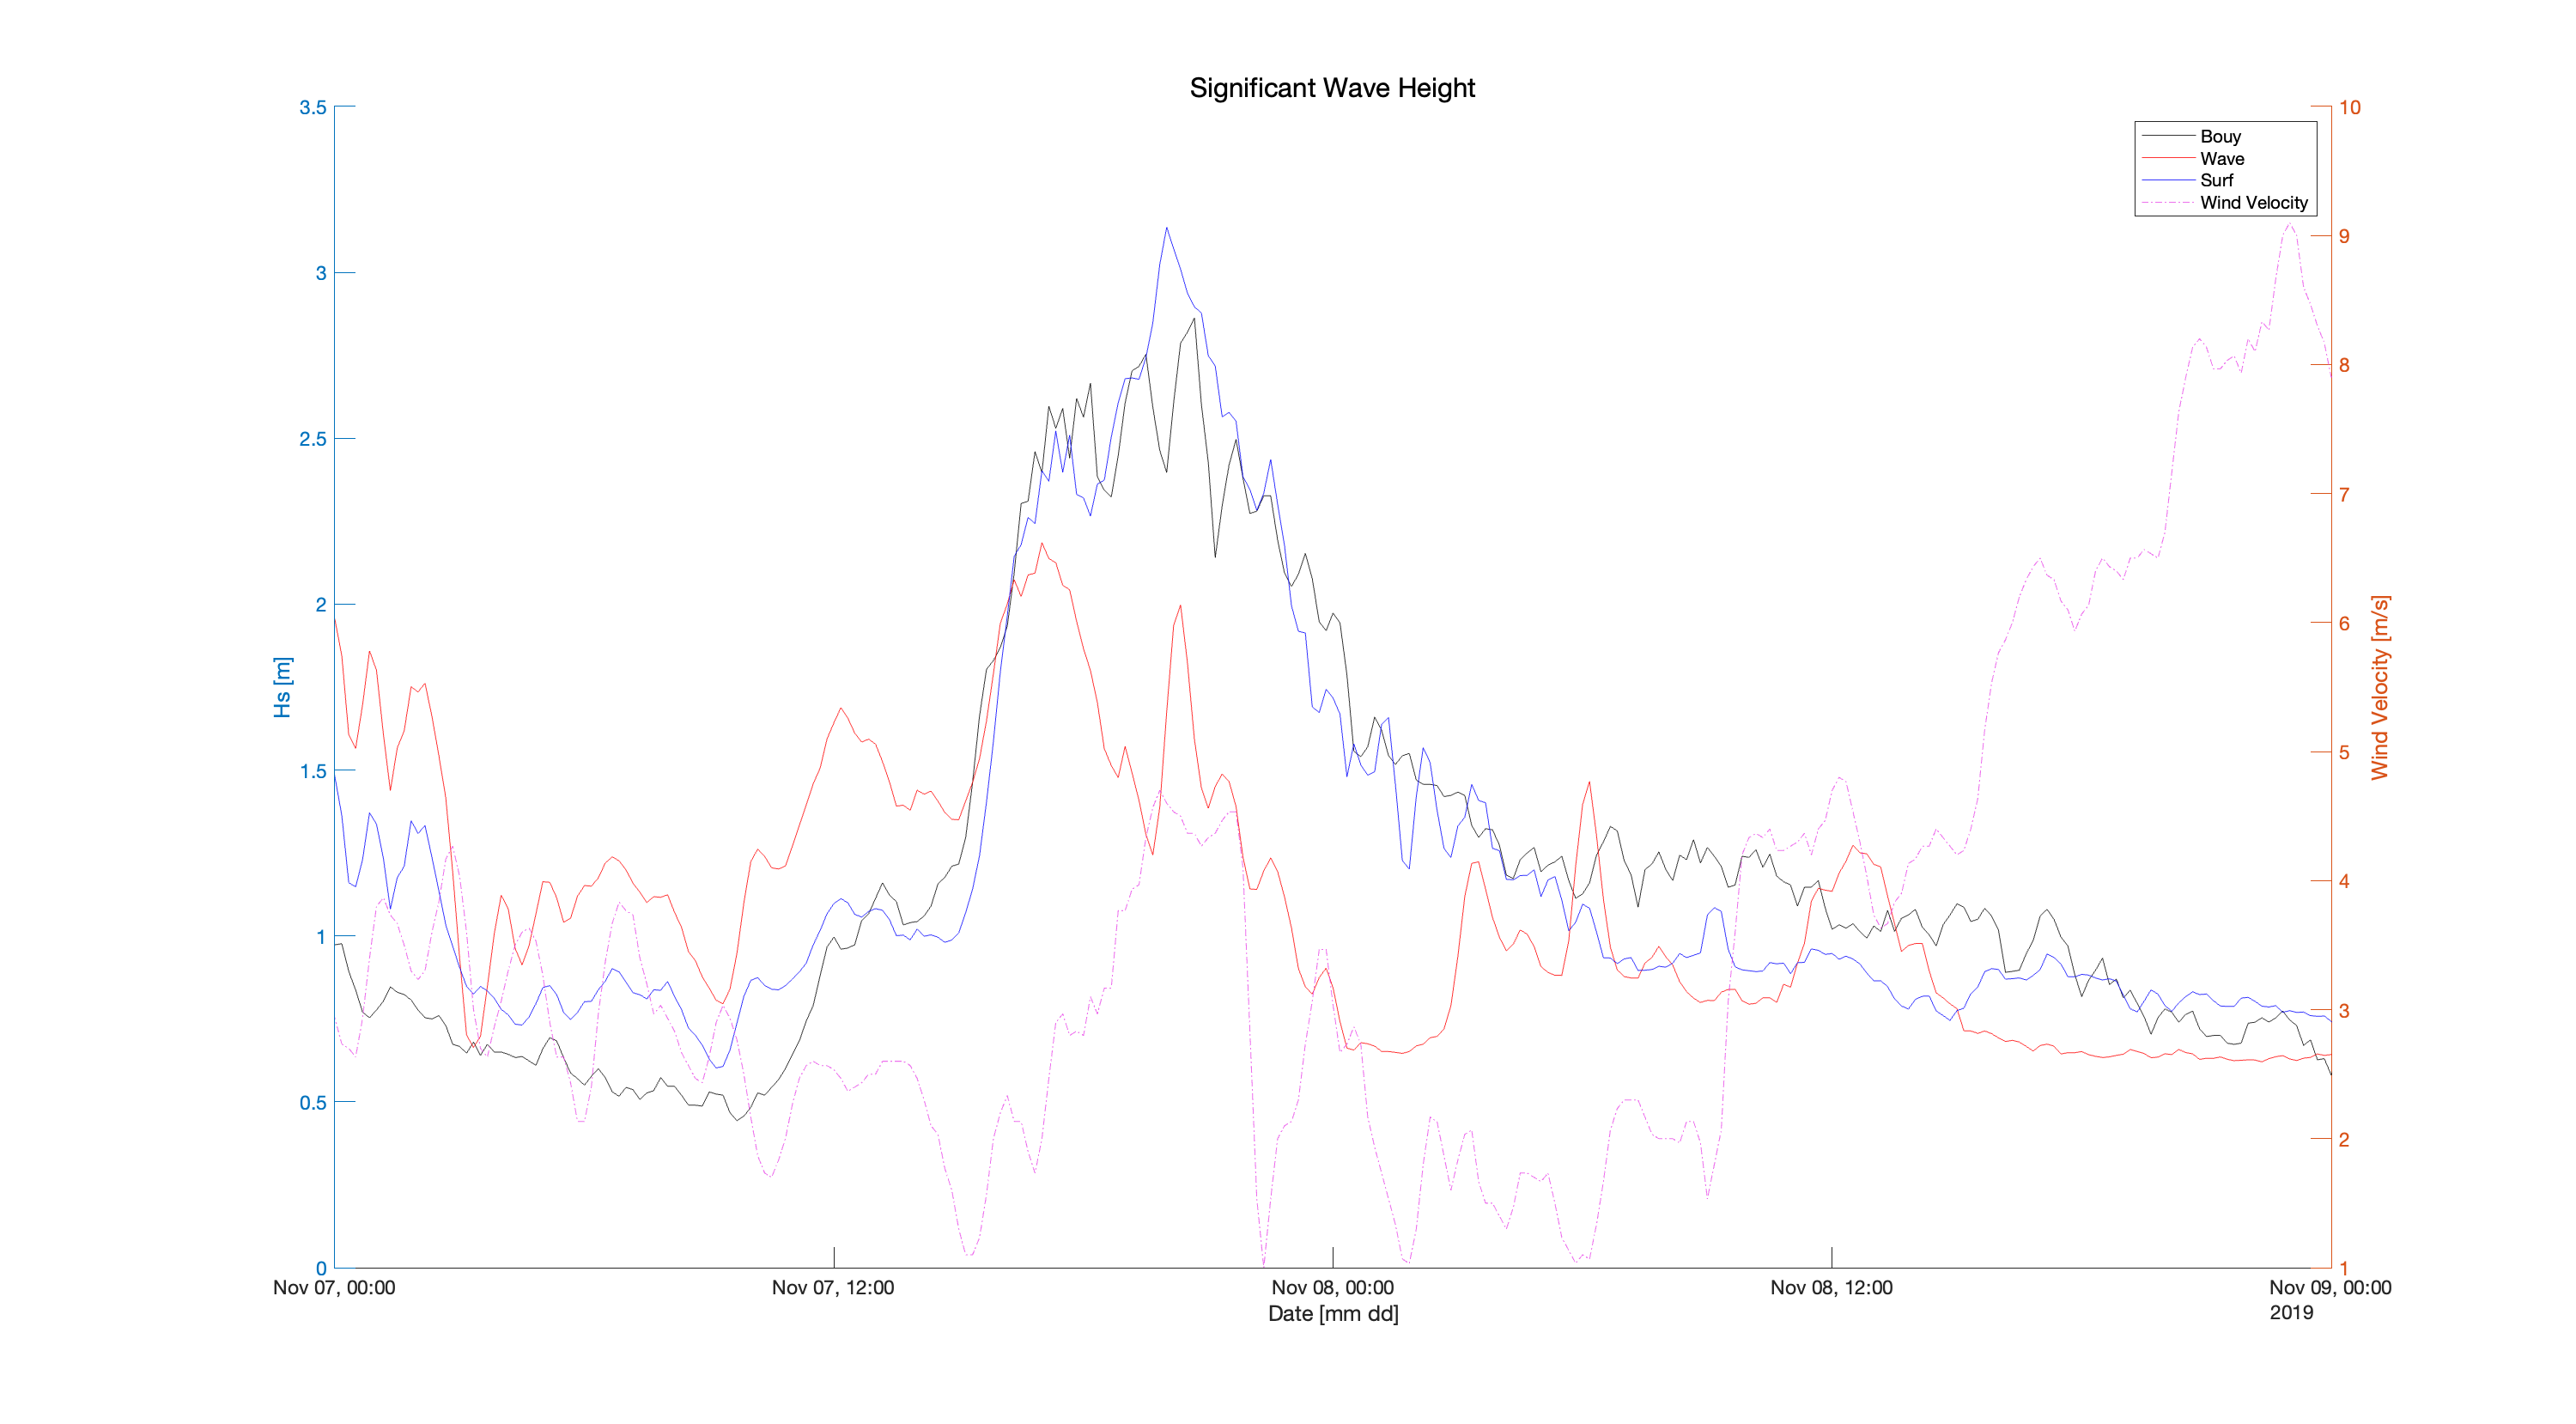 Significant Wave Height
3.5
3
2.5
2
1.5
1
0.5
0
Hs [m]
10
9
8
7
6
5
4
3
2
1
Wind Velocity [m/s]
Bouy
Wave
Surf
Wind Velocity
Nov 07, 00:00
Nov 07, 12:00
Nov 08, 00:00
Nov 08, 12:00
Nov 09, 00:00
Date [mm dd]
2019